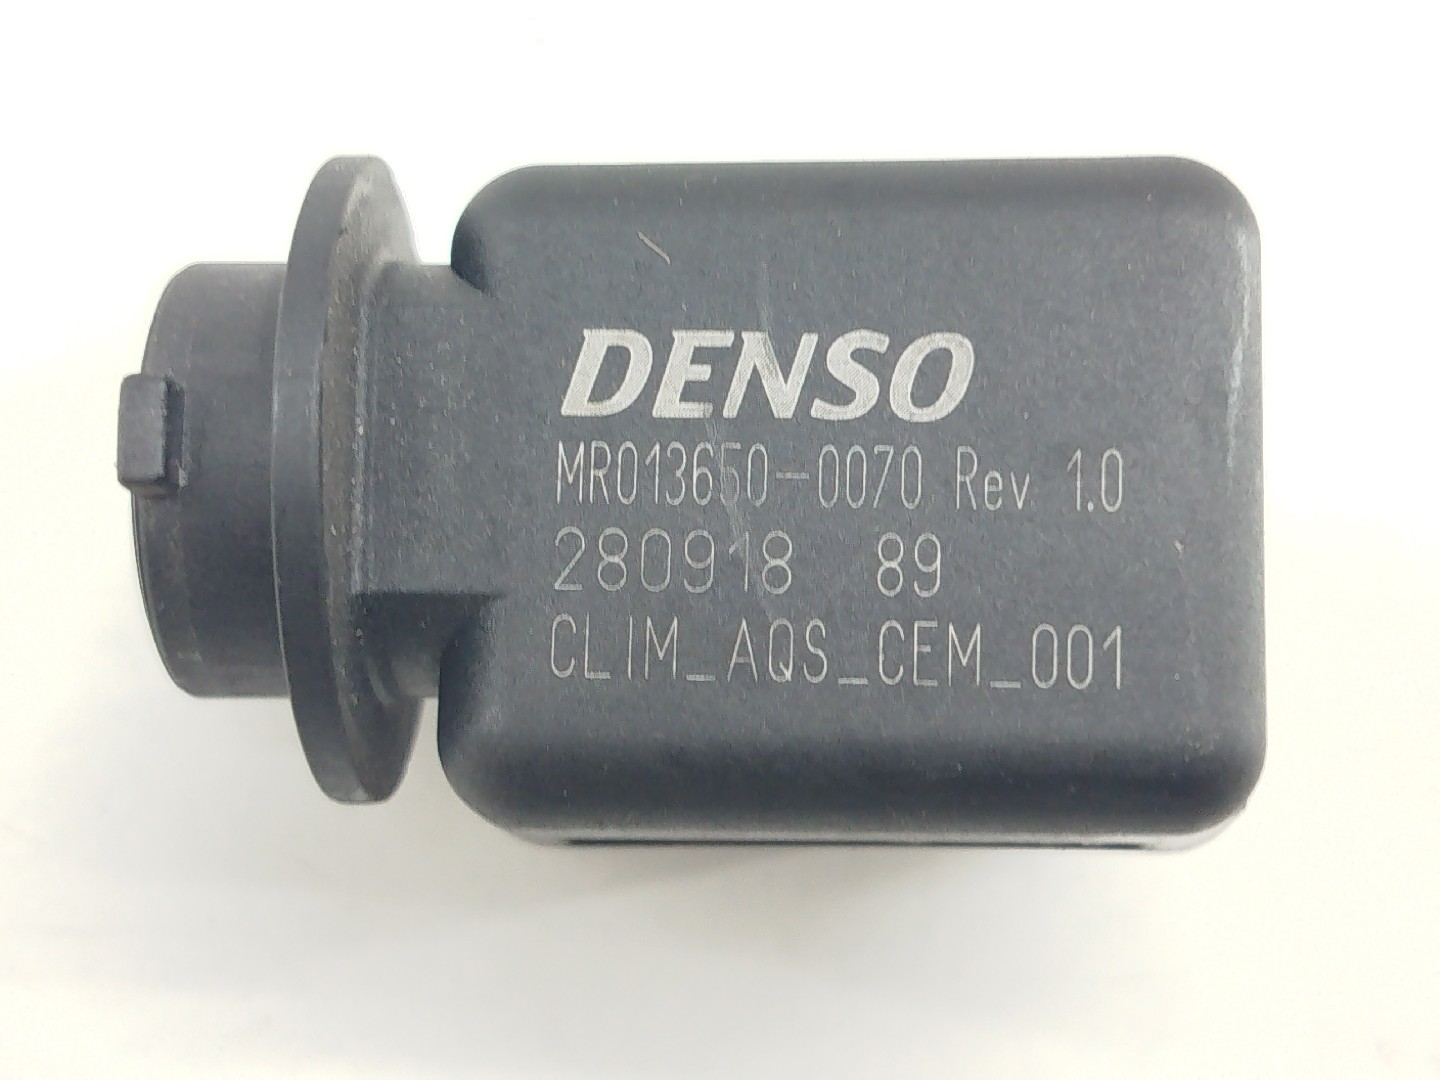 DENSO
MR013650-0070 Rev 1.0
280918 89
CLIM_AQS_CEM_001